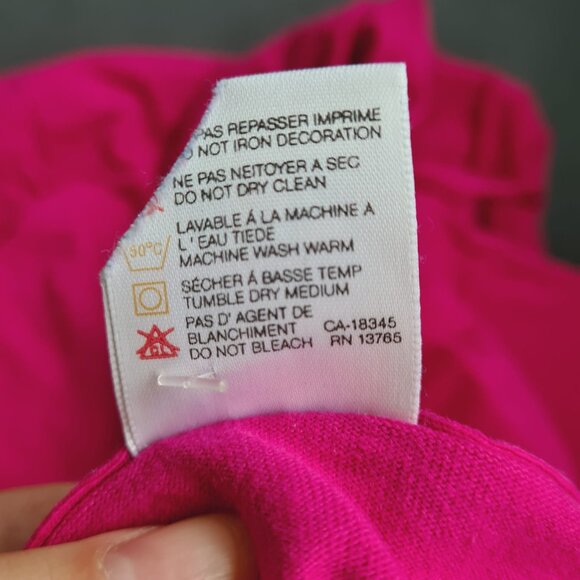 PAS REPASSER IMPRIME
NOT IRON DECORATION
NE PAS NEITOYER A SEC
DO NOT DRY CLEAN
LAVABLE Á LA MACHINE A
L'EAU TIEDE
MACHINE WASH WARM
30°C
SÉCHER Á BASSE TEMP
TUMBLE DRY MEDIUM
PAS D'AGENT DE
BLANCHIMENT CA-18345
DO NOT BLEACH RN 13765
CL